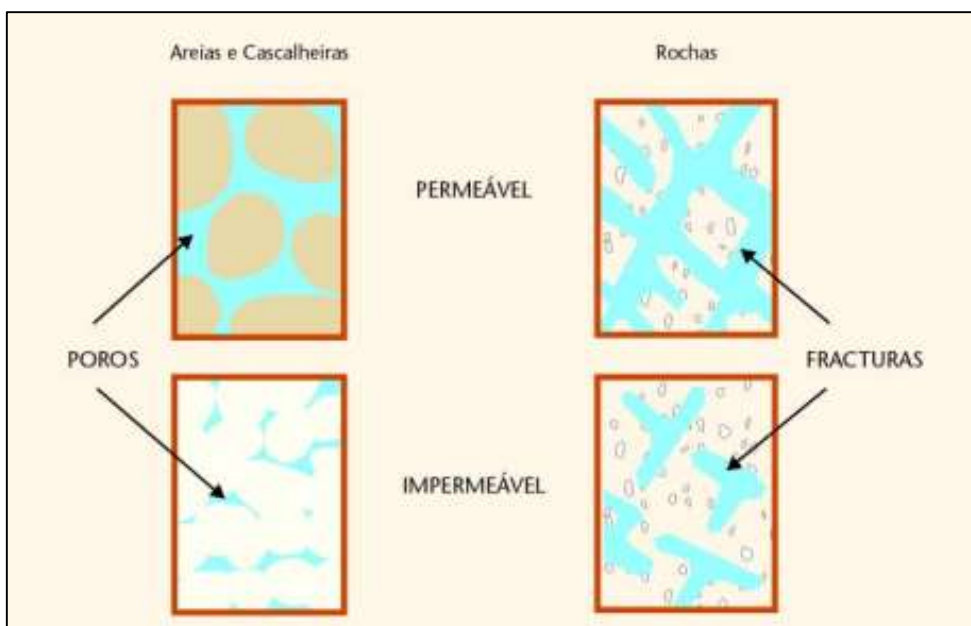 Areias e Cascalheiras
Rochas
PERMEÁVEL
POROS
FRACTURAS
IMPERMEÁVEL